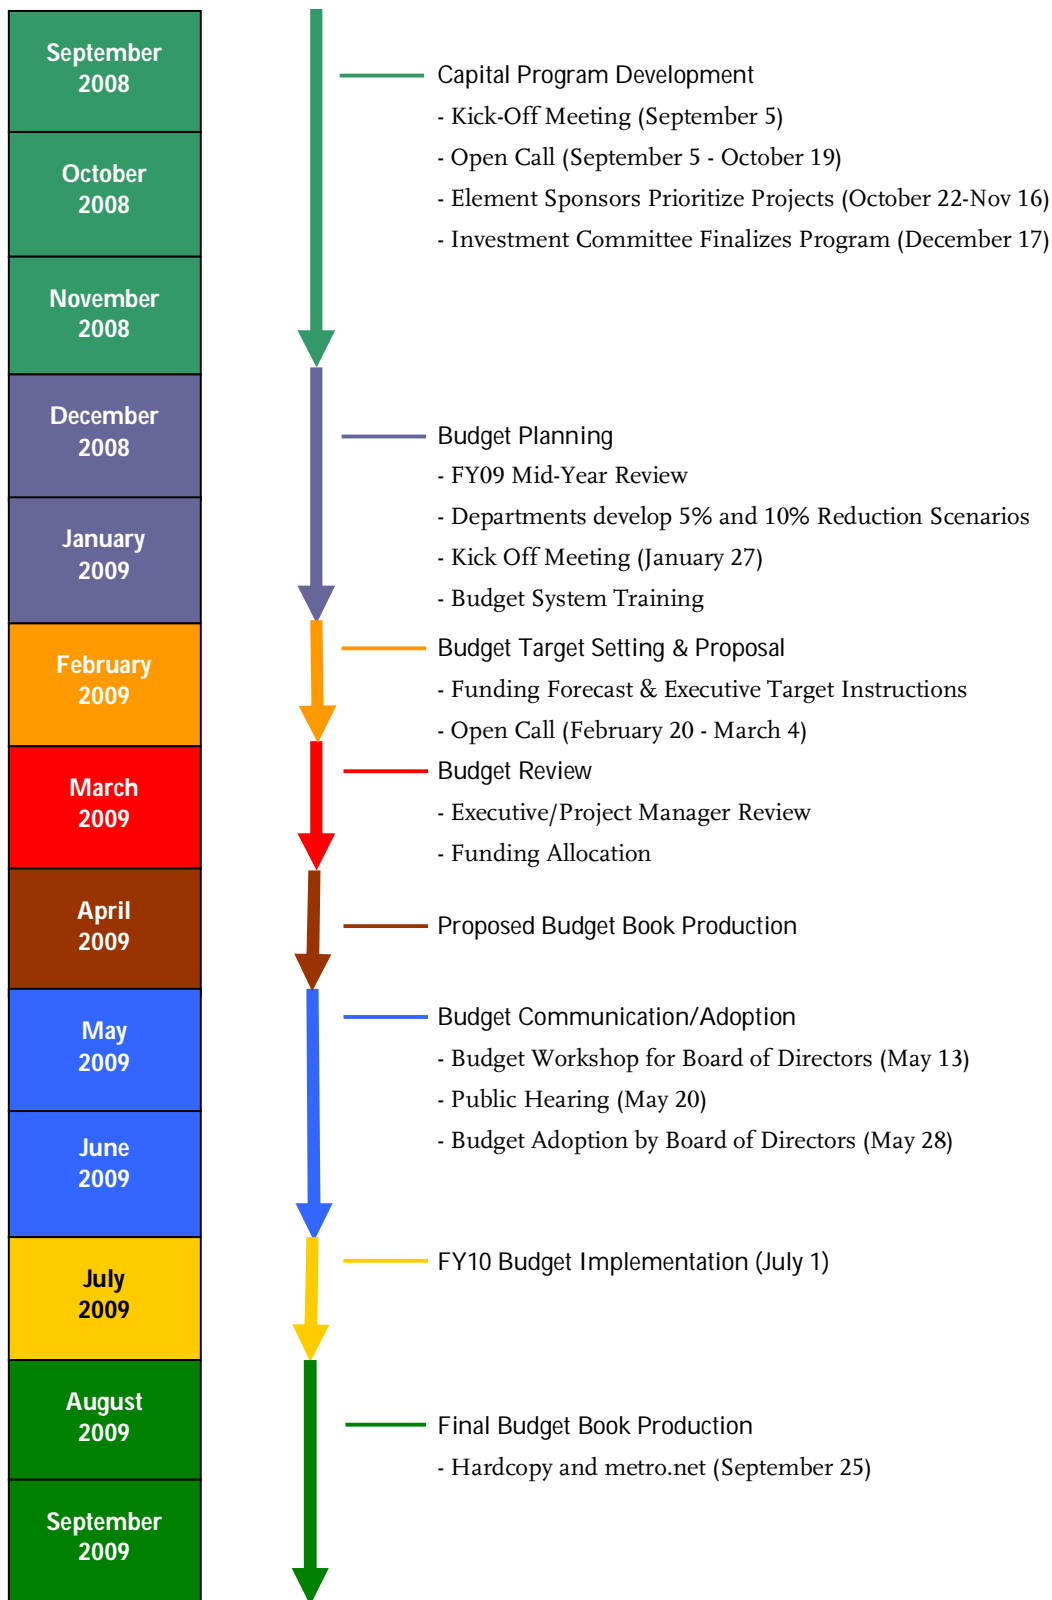 September
2008
Capital Program Development
- Kick-Off Meeting (September 5)
- Open Call (September 5 - October 19)
October
2008
- Element Sponsors Prioritize Projects (October 22-Nov 16)
- Investment Committee Finalizes Program (December 17)
November
2008
December
2008
Budget Planning
- FY09 Mid-Year Review
- Departments develop 5% and 10% Reduction Scenarios
January
2009
- Kick Off Meeting (January 27)
- Budget System Training
February
2009
Budget Target Setting & Proposal
- Funding Forecast & Executive Target Instructions
- Open Call (February 20 - March 4)
March
2009
Budget Review
- Executive/Project Manager Review
- Funding Allocation
April
2009
Proposed Budget Book Production
May
2009
Budget Communication/Adoption
- Budget Workshop for Board of Directors (May 13)
- Public Hearing (May 20)
- Budget Adoption by Board of Directors (May 28)
June
2009
July
2009
FY10 Budget Implementation (July 1)
August
2009
Final Budget Book Production
- Hardcopy and metro.net (September 25)
September
2009